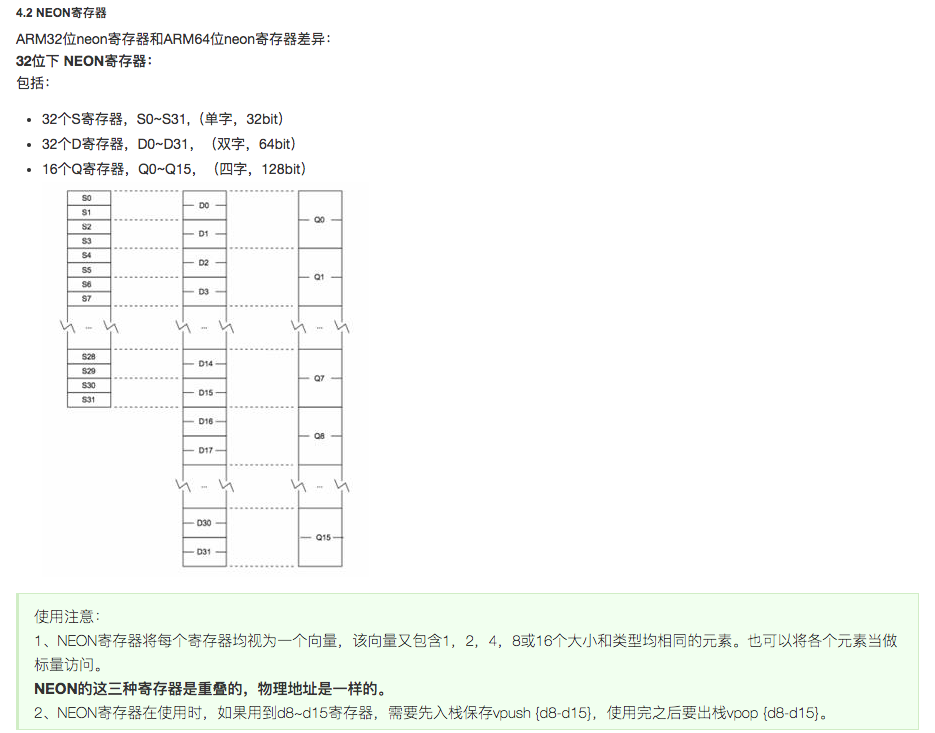 4.2 NEON寄存器
ARM32位neon寄存器和ARM64位neon寄存器差异：
32位下 NEON寄存器：
包括：
• 32个S寄存器，S0~S31,（单字，32bit）
• 32个D寄存器，D0~D31，（双字，64bit）
• 16个Q寄存器，Q0~Q15，（四字，128bit）
S0
S1
S2
S3
S4
S5
S6
S7
...
S28
S29
S30
S31
D0
D1
D2
D3
...
D14
D15
D16
D17
...
D30
D31
Q0
Q1
...
Q7
Q8
...
Q15
使用注意：
1、NEON寄存器将每个寄存器均视为一个向量，该向量又包含1，2，4，8或16个大小和类型均相同的元素。也可以将各个元素当做
标量访问。
NEON的这三种寄存器是重叠的，物理地址是一样的。
2、NEON寄存器在使用时，如果用到d8~d15寄存器，需要先入栈保存vpush {d8-d15}，使用完之后要出栈vpop {d8-d15}。